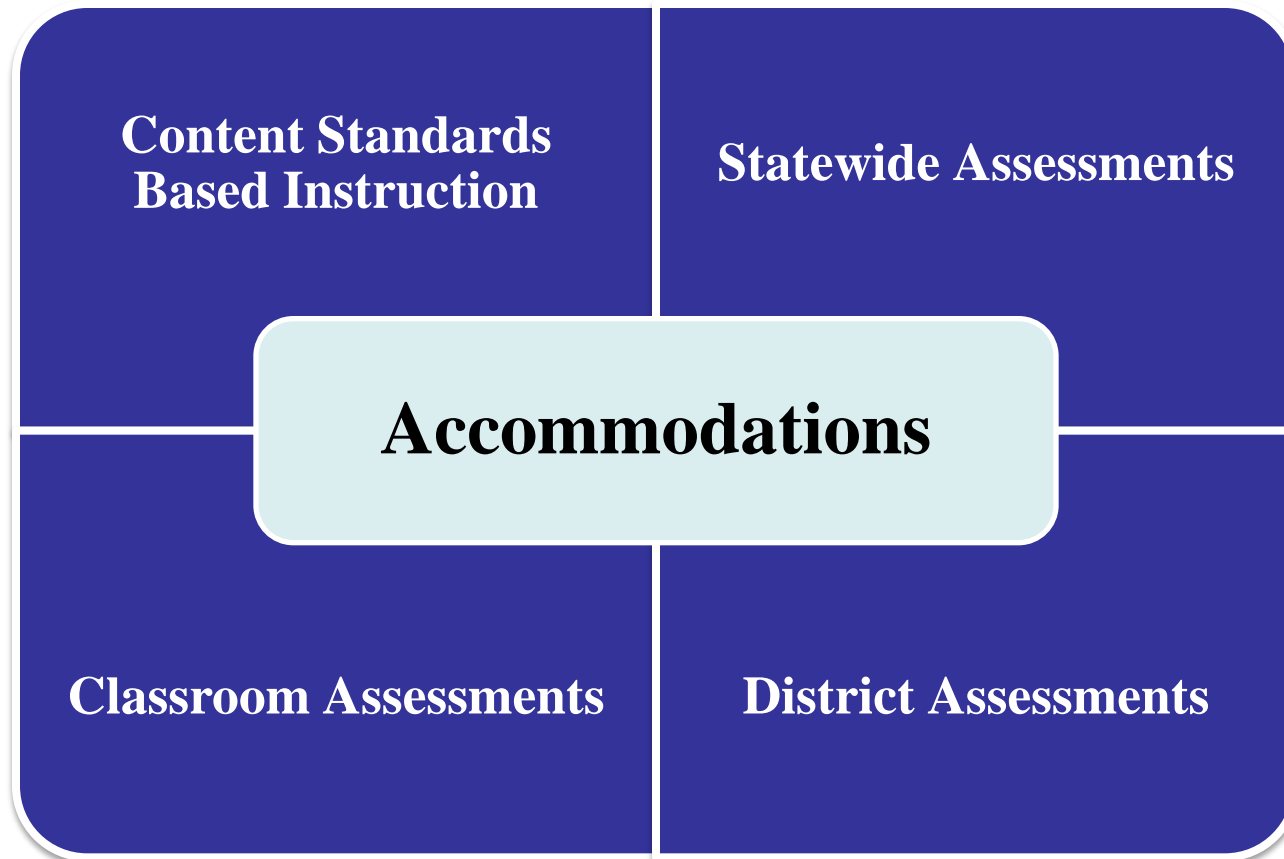 Content Standards
Based Instruction
Statewide Assessments
Accommodations
Classroom Assessments
District Assessments